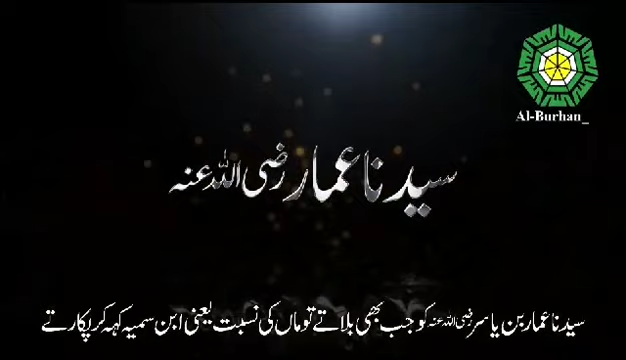 Al-Burhan_
سیدنا عمار رضی اللہ عنہ
سیدنا عمار بن یاسر رضی اللہ عنہ کو جب بھی بلاتے تو ماں کی نسبت یعنی ابن سمیہ کہہ کر پکارتے